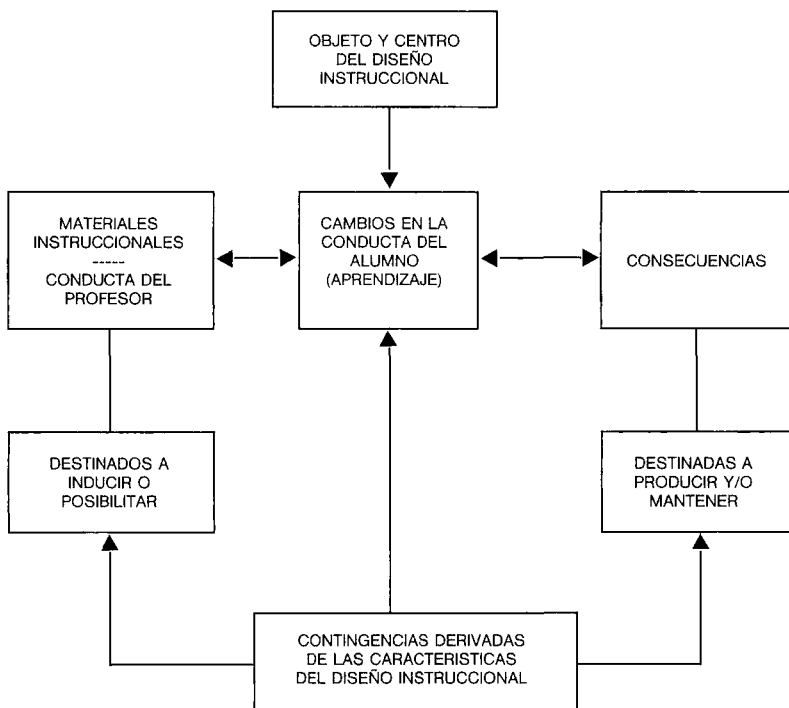 OBJETO Y CENTRO
DEL DISEÑO
INSTRUCCIONAL
MATERIALES
INSTRUCCIONALES
-----
CONDUCTA DEL
PROFESOR
CAMBIOS EN LA
CONDUCTA DEL
ALUMNO
(APRENDIZAJE)
CONSECUENCIAS
DESTINADOS A
INDUCIR O
POSIBILITAR
DESTINADAS A
PRODUCIR Y/O
MANTENER
CONTINGENCIAS DERIVADAS
DE LAS CARACTERISTICAS
DEL DISEÑO INSTRUCCIONAL